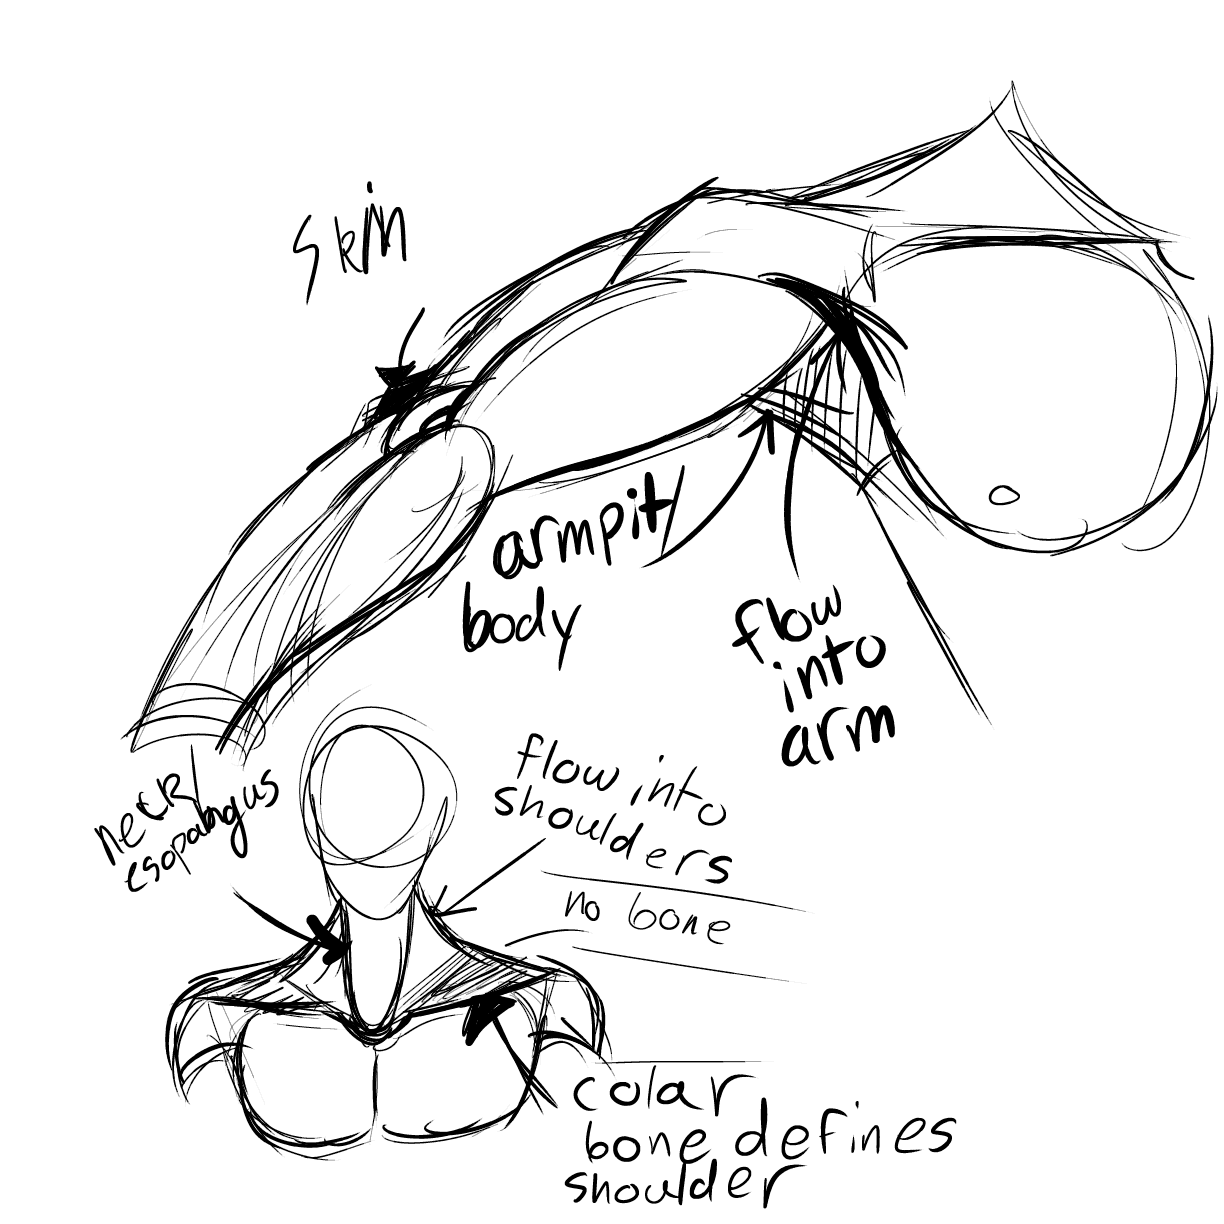 skin
armpit/
body
flow
into
arm
neck/
esopahgus
flow into
shoulders
no bone
colar
bone defines
shoulder